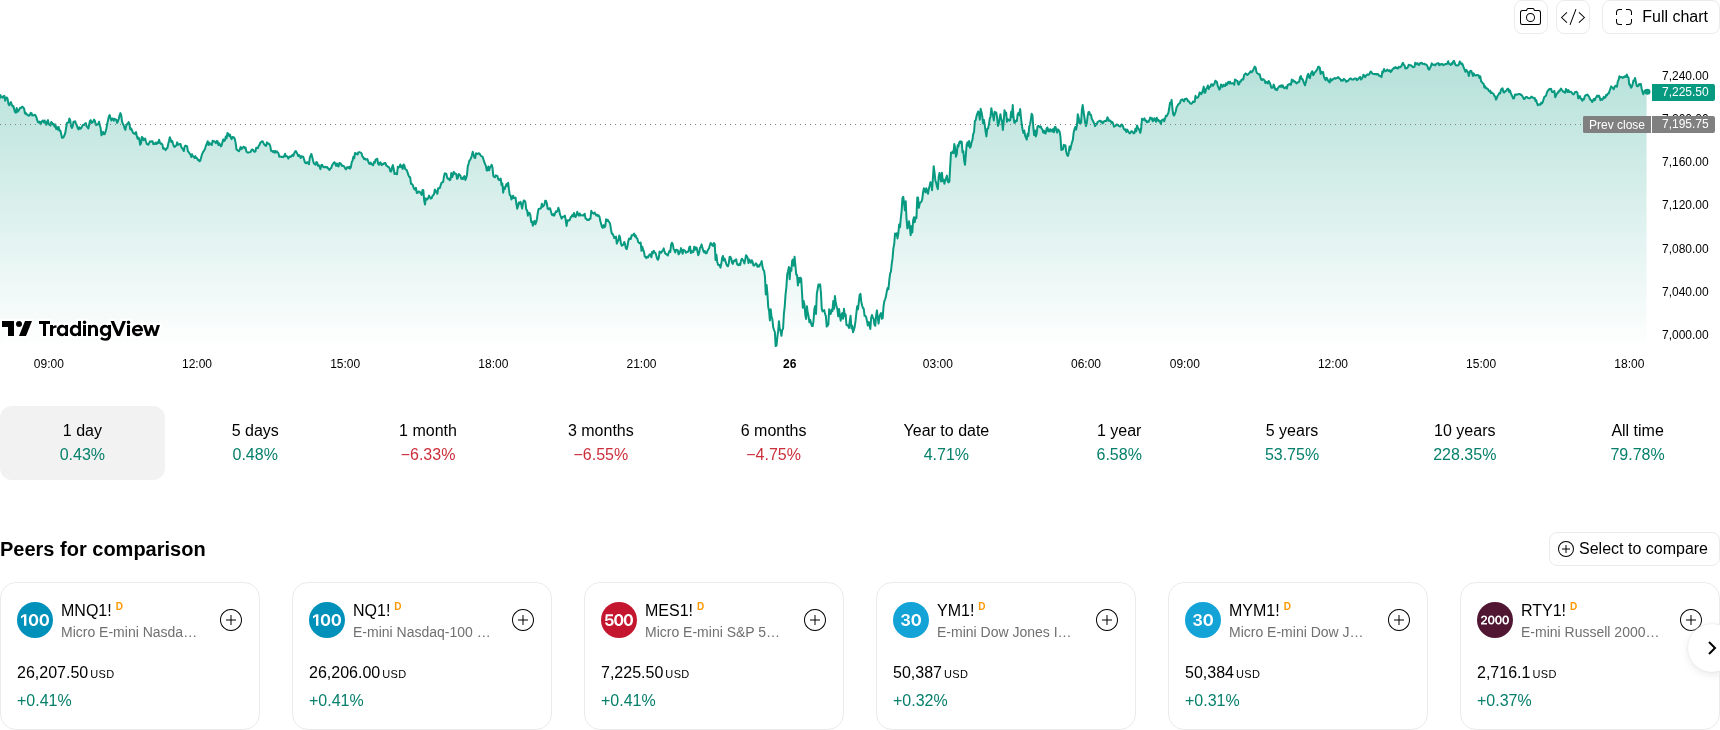 Full chart
7,240.00
7,225.50
Prev close 7,195.75
7,160.00
7,120.00
7,080.00
7,040.00
7,000.00
TradingView
09:00 12:00 15:00 18:00 21:00 26 03:00 06:00 09:00 12:00 15:00 18:00
1 day 5 days 1 month 3 months 6 months Year to date 1 year 5 years 10 years All time
0.43% 0.48% −6.33% −6.55% −4.75% 4.71% 6.58% 53.75% 228.35% 79.78%
Peers for comparison
Select to compare
100 MNQ1! D
Micro E-mini Nasda…
26,207.50 USD
+0.41%
100 NQ1! D
E-mini Nasdaq-100 …
26,206.00 USD
+0.41%
500 MES1! D
Micro E-mini S&P 5…
7,225.50 USD
+0.41%
30 YM1! D
E-mini Dow Jones I…
50,387 USD
+0.32%
30 MYM1! D
Micro E-mini Dow J…
50,384 USD
+0.31%
2000 RTY1! D
E-mini Russell 2000…
2,716.1 USD
+0.37%